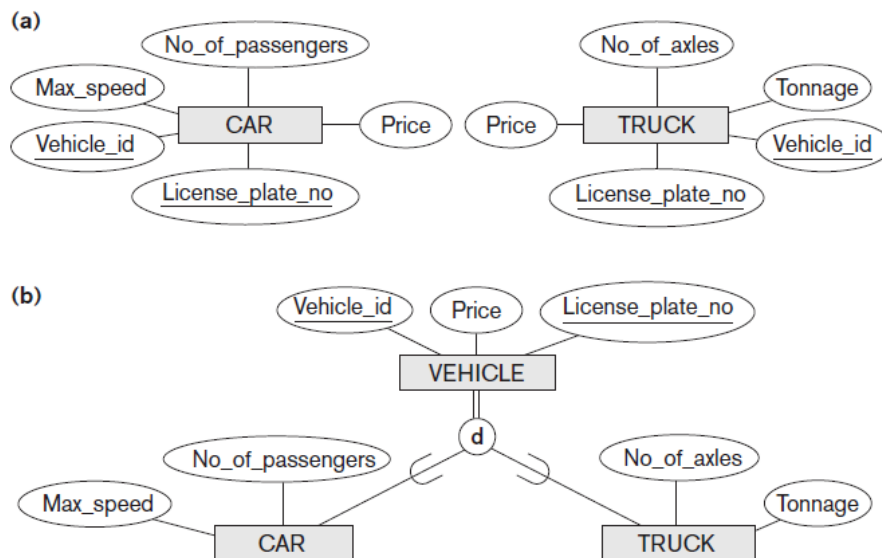 (a)
No_of_passengers
No_of_axles
Max_speed
Tonnage
CAR
Price
Price
TRUCK
Vehicle_id
Vehicle_id
License_plate_no
License_plate_no
(b)
Vehicle_id
Price
License_plate_no
VEHICLE
d
No_of_passengers
No_of_axles
Max_speed
Tonnage
CAR
TRUCK